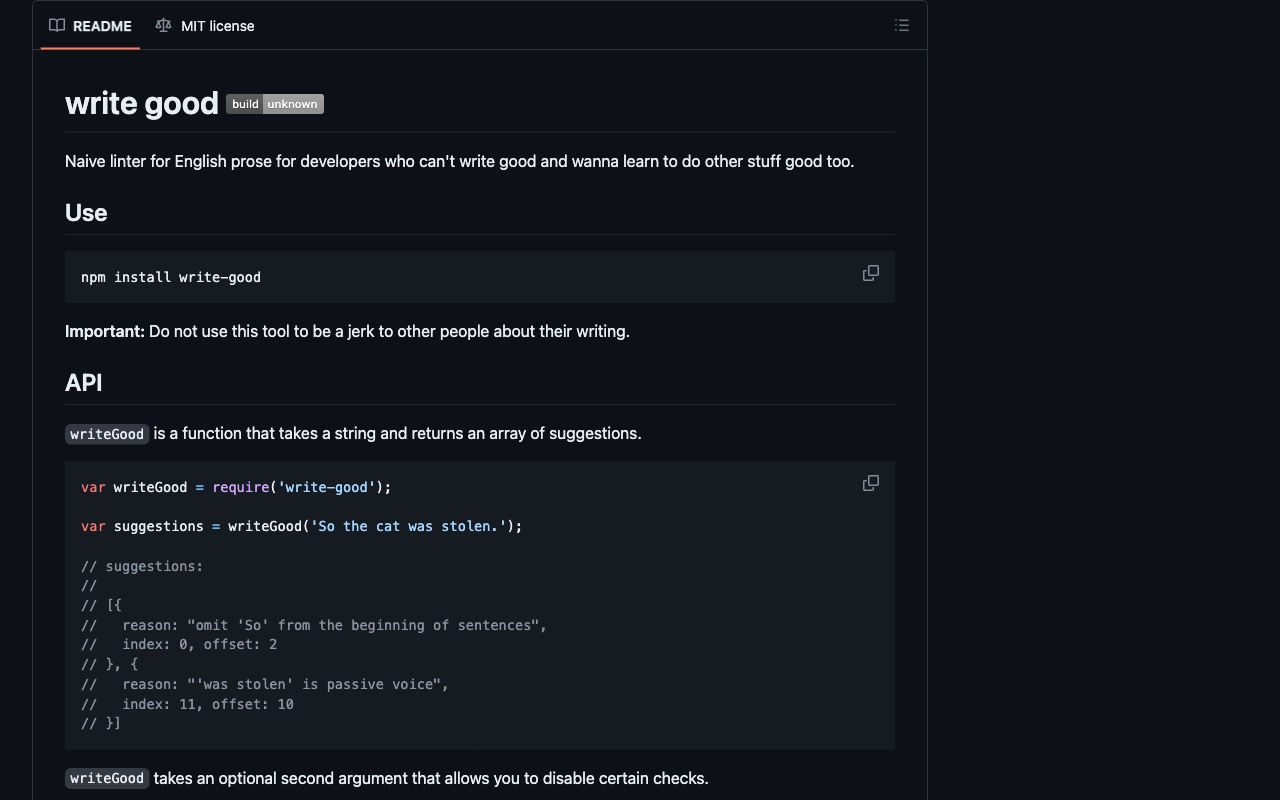 README
MIT license
write good
build unknown
Naive linter for English prose for developers who can't write good and wanna learn to do other stuff good too.
Use
npm install write-good
Important: Do not use this tool to be a jerk to other people about their writing.
API
writeGood is a function that takes a string and returns an array of suggestions.
var writeGood = require('write-good');
var suggestions = writeGood('So the cat was stolen.');
// suggestions:
//
// [{
//   reason: "omit 'So' from the beginning of sentences",
//   index: 0, offset: 2
// }, {
//   reason: "'was stolen' is passive voice",
//   index: 11, offset: 10
// }]
writeGood takes an optional second argument that allows you to disable certain checks.